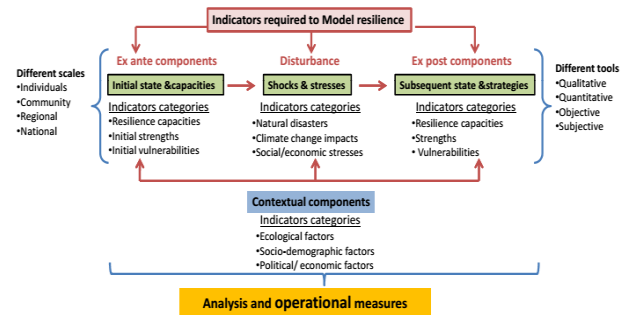 Indicators required to Model resilience
Ex ante components
Disturbance
Ex post components
Different scales
•Individuals
•Community
•Regional
•National
Initial state &capacities
Shocks & stresses
Subsequent state &strategies
Indicators categories
•Resilience capacities
•Initial strengths
•Initial vulnerabilities
Indicators categories
•Natural disasters
•Climate change impacts
•Social/economic stresses
Indicators categories
•Resilience capacities
•Strengths
• Vulnerabilities
Different tools
•Qualitative
•Quantitative
•Objective
•Subjective
Contextual components
Indicators categories
•Ecological factors
•Socio-demographic factors
•Political/ economic factors
Analysis and operational measures